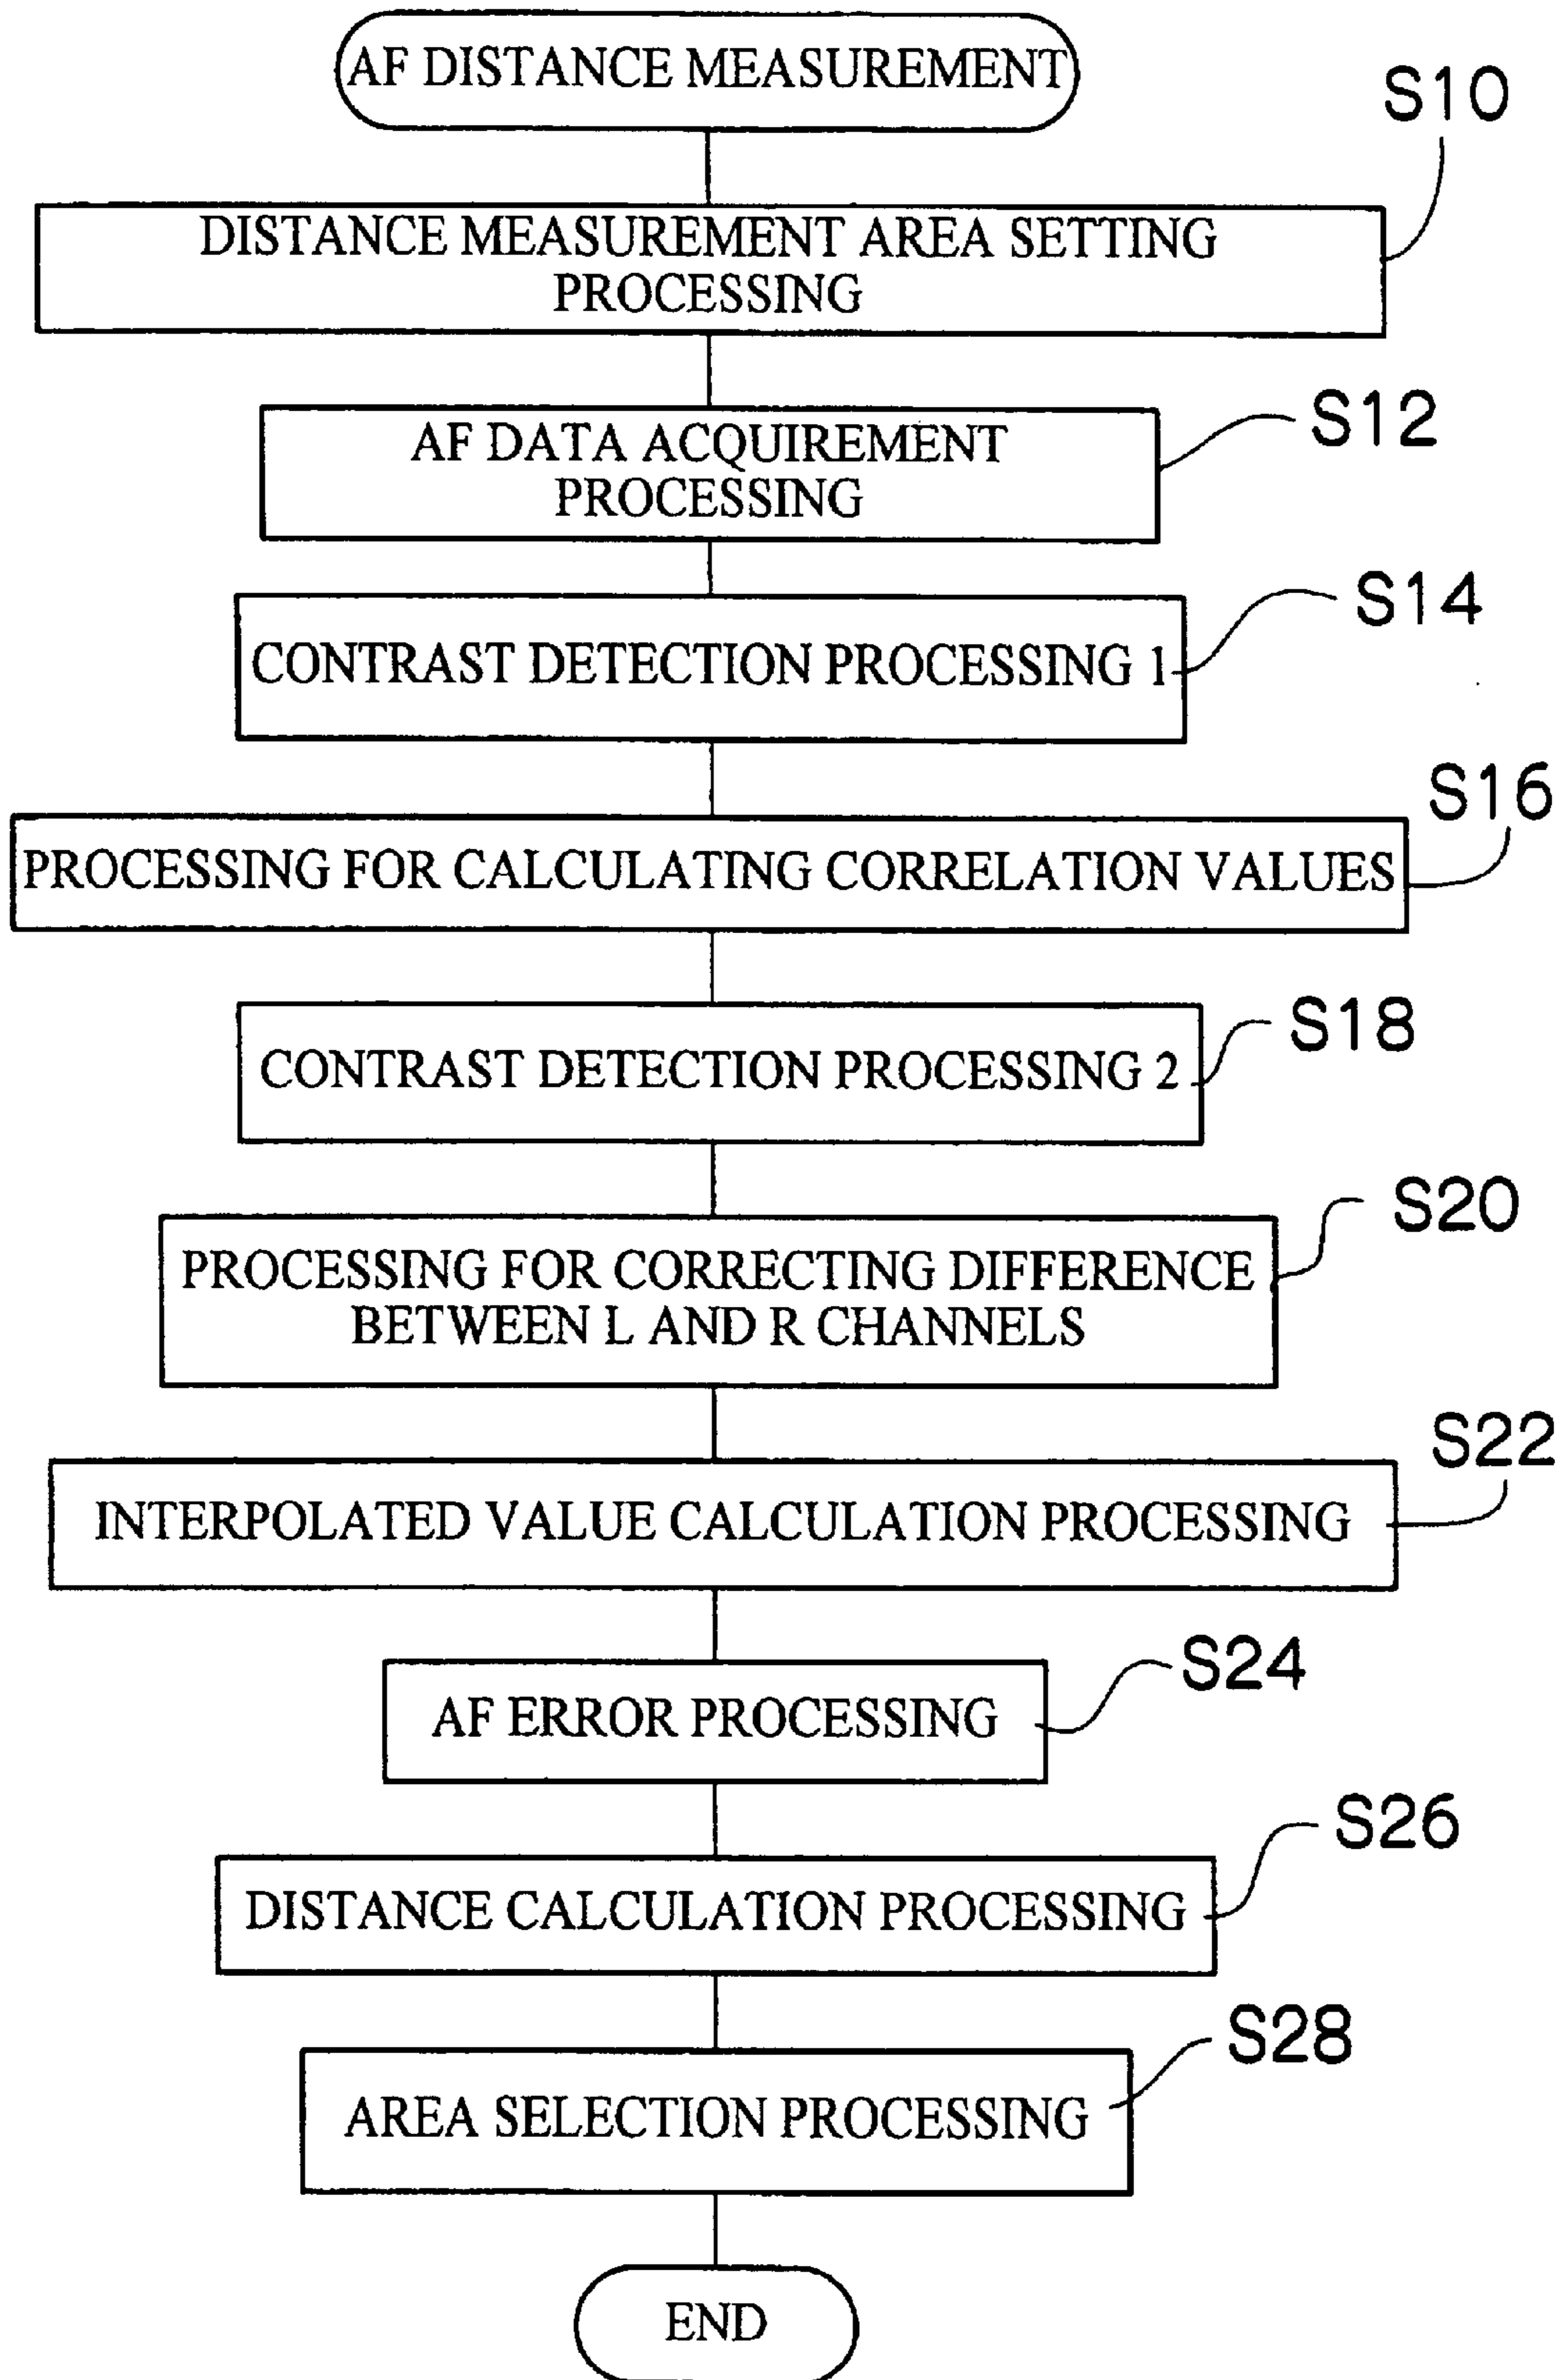 AF DISTANCE MEASUREMENT
S10
DISTANCE MEASUREMENT AREA SETTING
PROCESSING
S12
AF DATA ACQUIREMENT
PROCESSING
S14
CONTRAST DETECTION PROCESSING 1
S16
PROCESSING FOR CALCULATING CORRELATION VALUES
S18
CONTRAST DETECTION PROCESSING 2
S20
PROCESSING FOR CORRECTING DIFFERENCE
BETWEEN L AND R CHANNELS
S22
INTERPOLATED VALUE CALCULATION PROCESSING
S24
AF ERROR PROCESSING
S26
DISTANCE CALCULATION PROCESSING
S28
AREA SELECTION PROCESSING
END